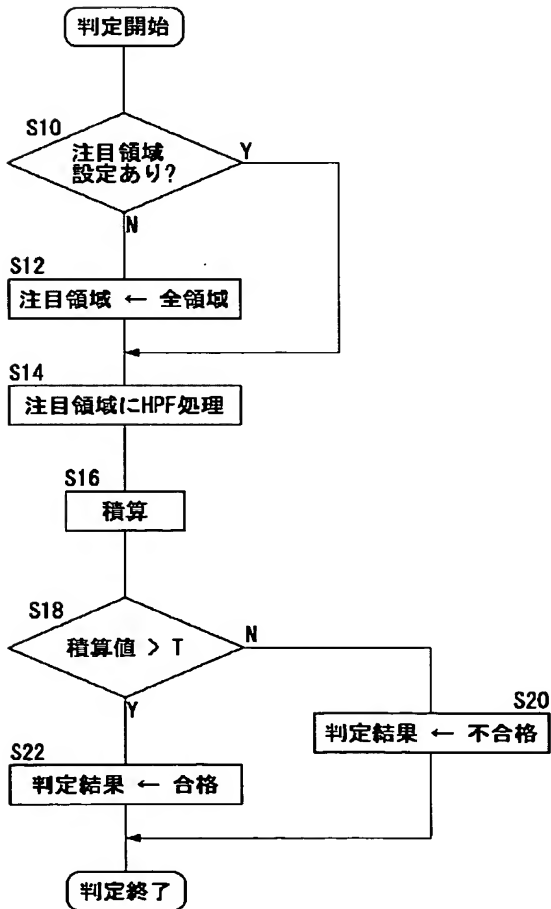 判定開始
S10
注目領域
設定あり?
Y
N
S12
注目領域 ← 全領域
S14
注目領域にHPF処理
S16
積算
S18
積算値 > T
N
Y
S20
判定結果 ← 不合格
S22
判定結果 ← 合格
判定終了